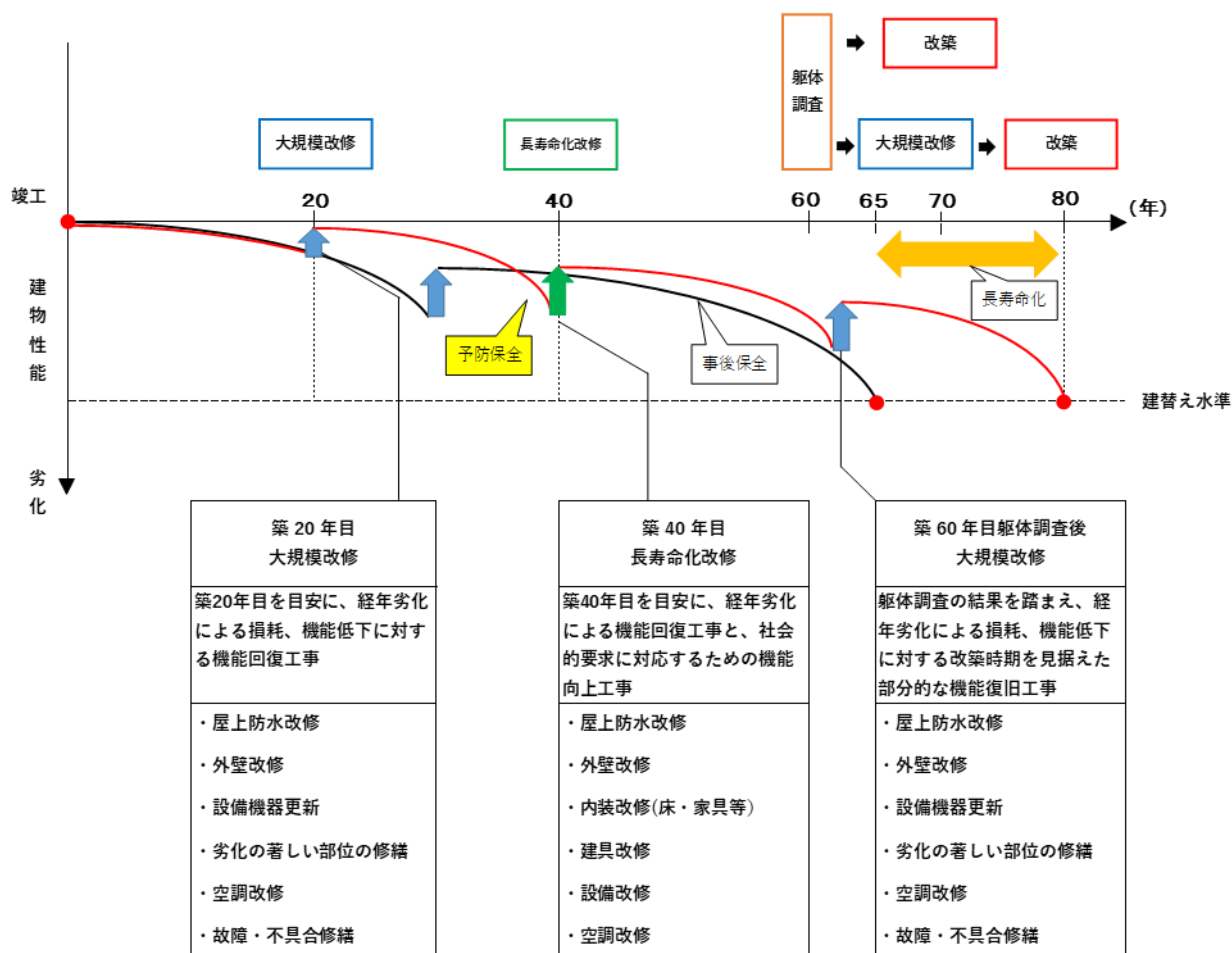 躯体
調査
改築
大規模改修
改築
大規模改修
長寿命化改修
竣工
20
40
60
65
70
80
(年)
建物性能
劣化
予防保全
事後保全
長寿命化
建替え水準
築 20 年目
大規模改修
築20年目を目安に、経年劣化
による損耗、機能低下に対す
る機能回復工事
・屋上防水改修
・外壁改修
・設備機器更新
・劣化の著しい部位の修繕
・空調改修
・故障・不具合修繕
築 40 年目
長寿命化改修
築40年目を目安に、経年劣化
による機能回復工事と、社会
的要求に対応するための機能
向上工事
・屋上防水改修
・外壁改修
・内装改修(床・家具等)
・建具改修
・設備改修
・空調改修
築 60 年目躯体調査後
大規模改修
躯体調査の結果を踏まえ、経
年劣化による損耗、機能低下
に対する改築時期を見据えた
部分的な機能復旧工事
・屋上防水改修
・外壁改修
・設備機器更新
・劣化の著しい部位の修繕
・空調改修
・故障・不具合修繕